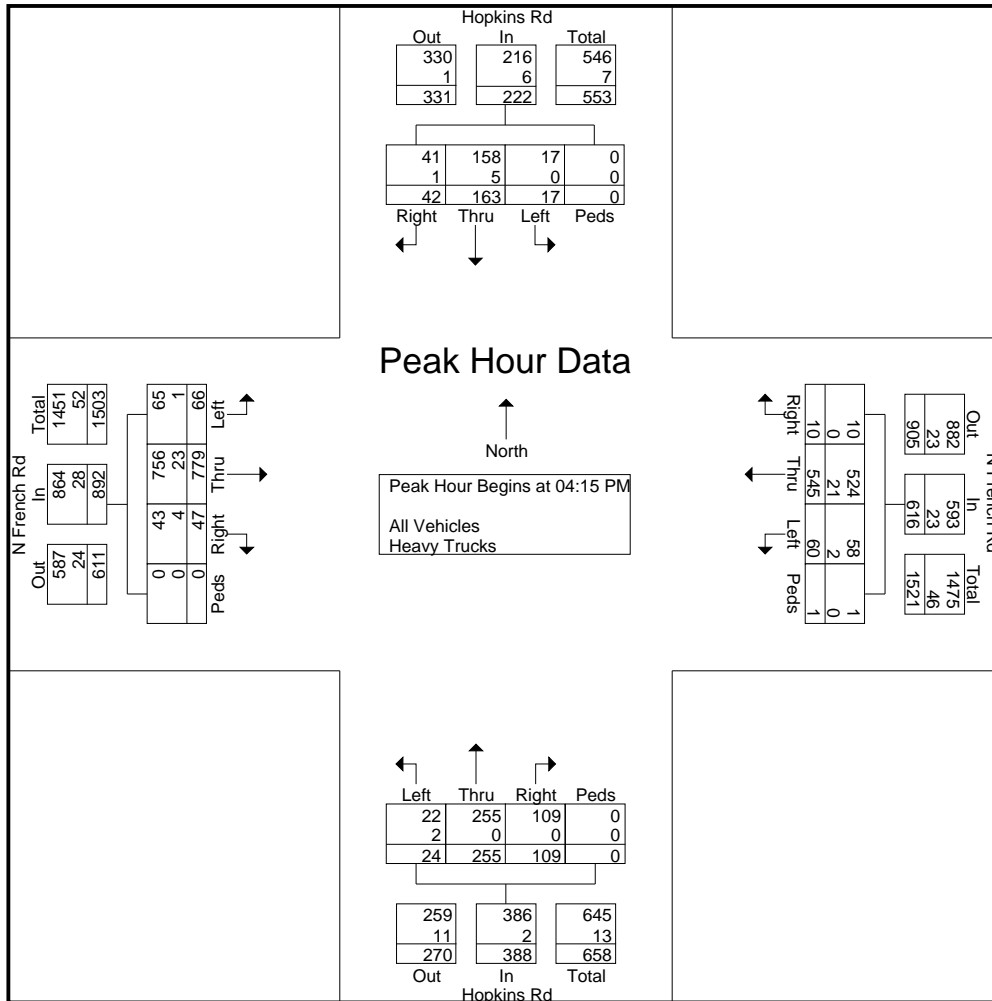 Hopkins Rd
Out In Total
330 216 546
1 6 7
331 222 553
41 158 17 0
1 5 0 0
42 163 17 0
Right Thru Left Peds
Peak Hour Data
North
Peak Hour Begins at 04:15 PM
All Vehicles
Heavy Trucks
N French Rd
Out In Total
587 864 1451
24 28 52
611 892 1503
65 756 43 0
1 23 4 0
66 779 47 0
Left Thru Right Peds
N French Rd
Out In Total
882 593 1475
23 23 46
905 616 1521
10 524 58 1
0 21 2 0
10 545 60 1
Right Thru Left Peds
Left Thru Right Peds
22 255 109 0
2 0 0 0
24 255 109 0
259 386 645
11 2 13
270 388 658
Out In Total
Hopkins Rd